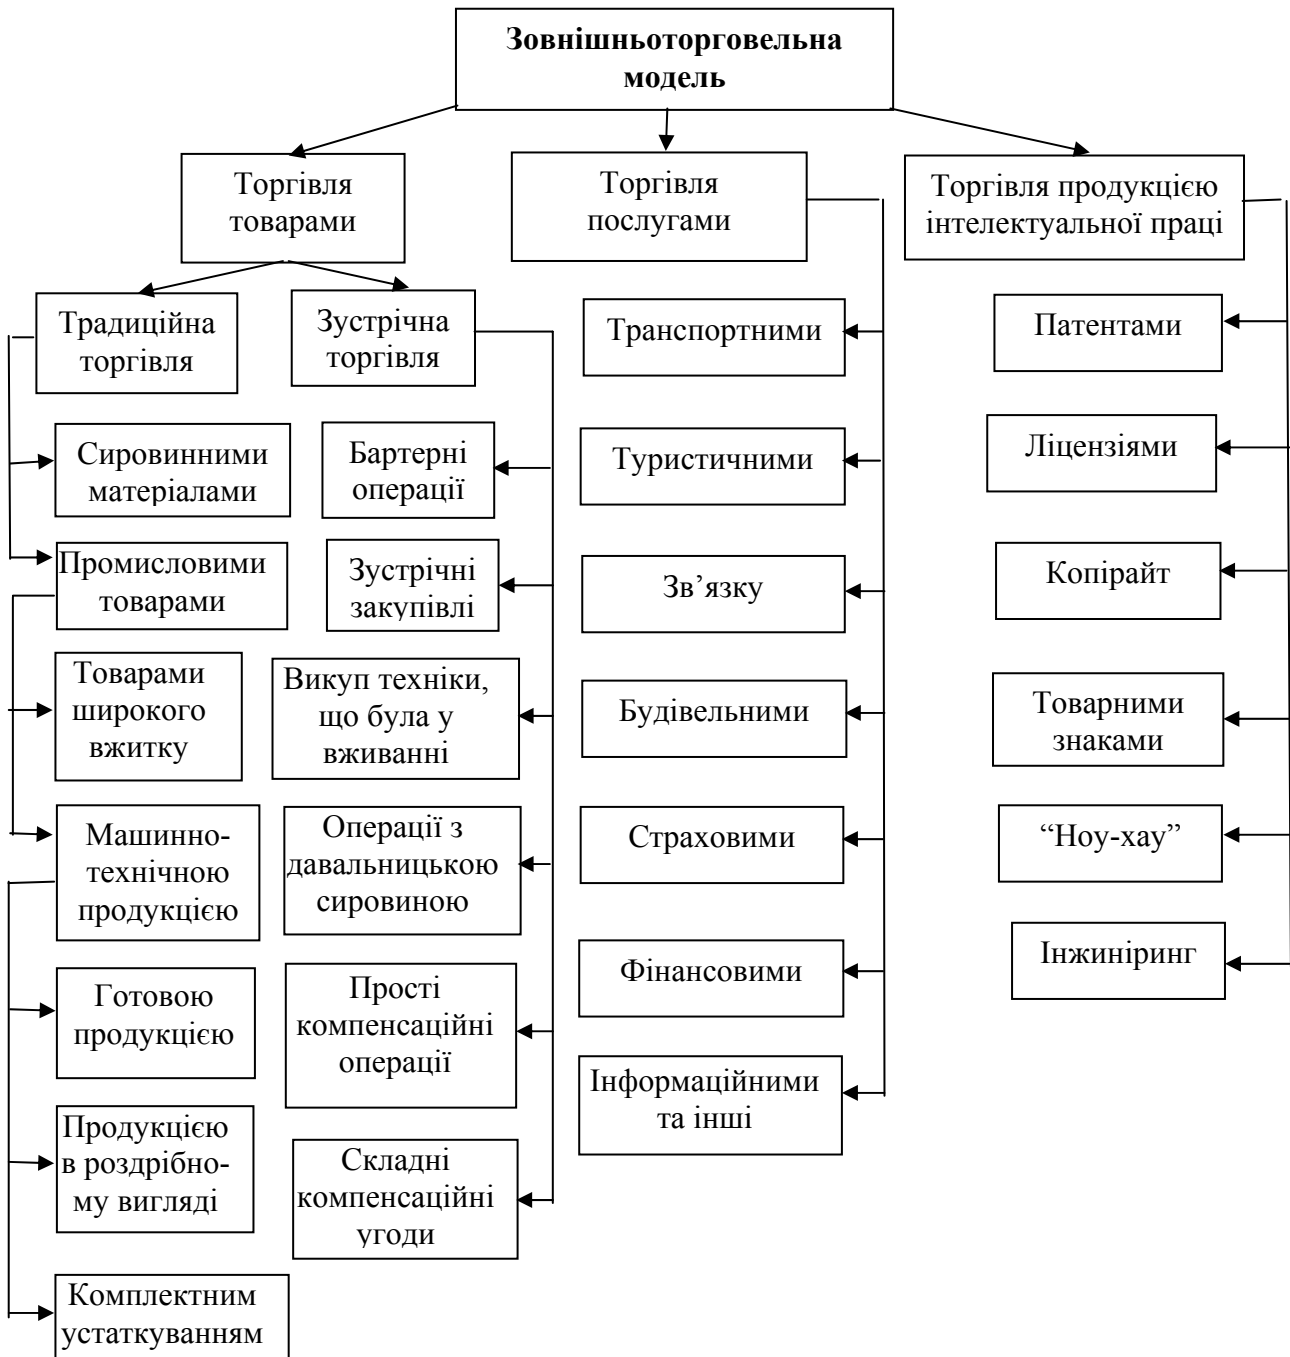 Зовнішньоторговельна
модель
Торгівля
товарами
Торгівля
послугами
Торгівля продукцією
інтелектуальної праці
Традиційна
торгівля
Зустрічна
торгівля
Сировинними
матеріалами
Промисловими
товарами
Товарами
широкого
вжитку
Машинно-
технічною
продукцією
Готовою
продукцією
Продукцією
в роздрібно-
му вигляді
Комплектним
устаткуванням
Бартерні
операції
Зустрічні
закупівлі
Викуп техніки,
що була у
вживанні
Операції з
давальницькою
сировиною
Прості
компенсаційні
операції
Складні
компенсаційні
угоди
Транспортними
Туристичними
Зв’язку
Будівельними
Страховими
Фінансовими
Інформаційними
та інші
Патентами
Ліцензіями
Копірайт
Товарними
знаками
“Ноу-хау”
Інжиніринг